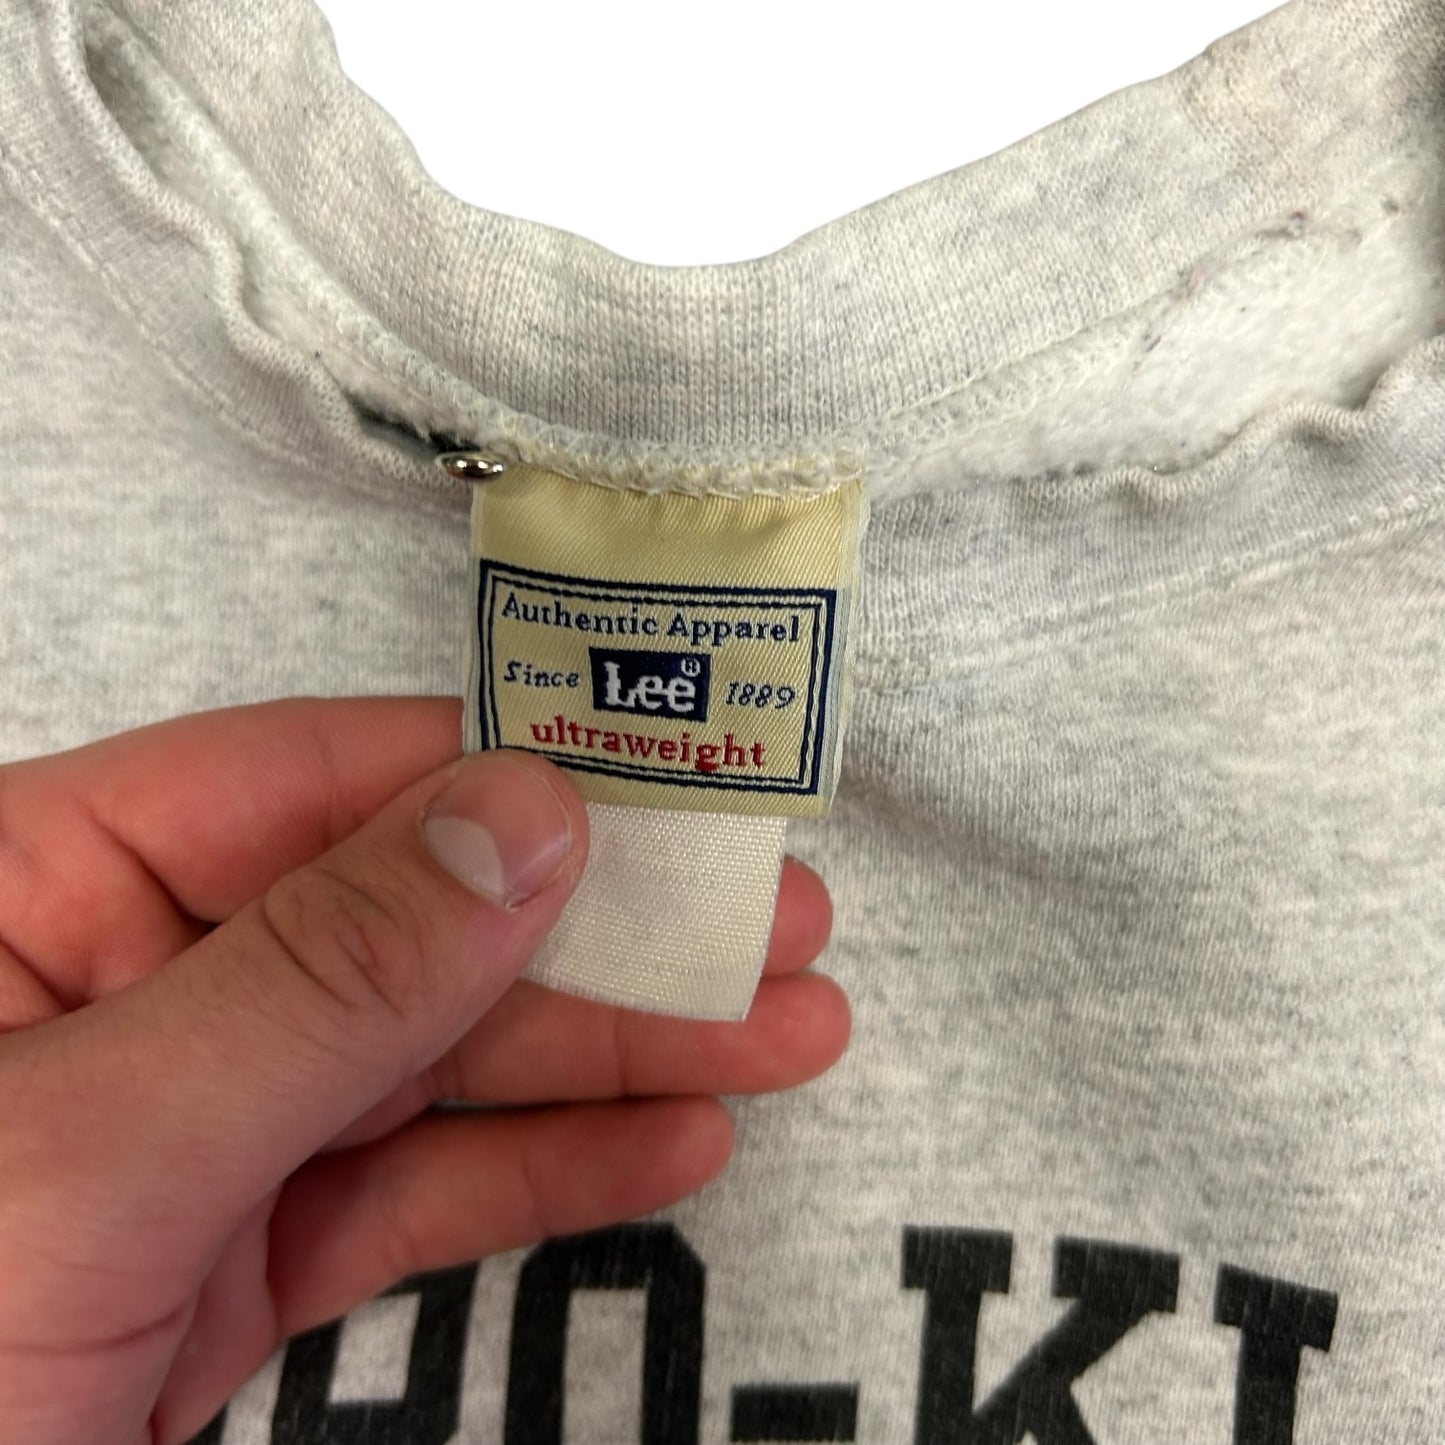 Authentic Apparel
Since Lee® 1889
ultraweight